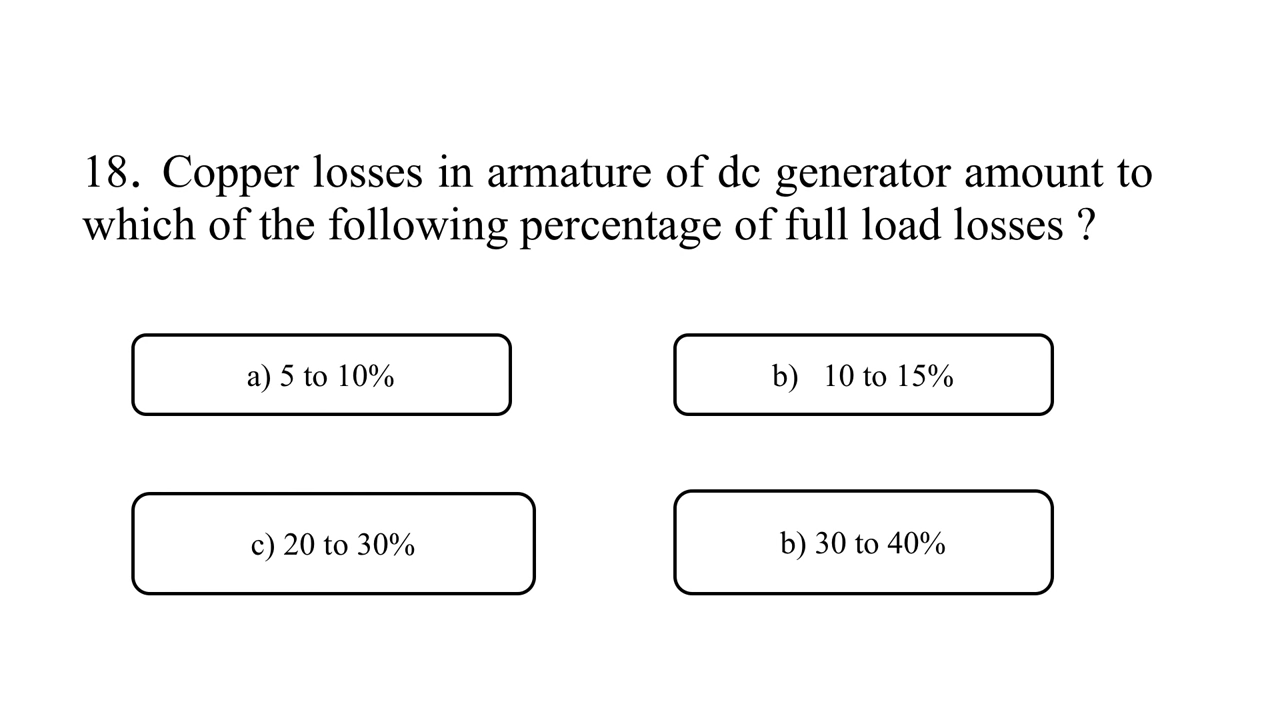 18. Copper losses in armature of dc generator amount to
which of the following percentage of full load losses ?
a) 5 to 10%
b) 10 to 15%
c) 20 to 30%
b) 30 to 40%